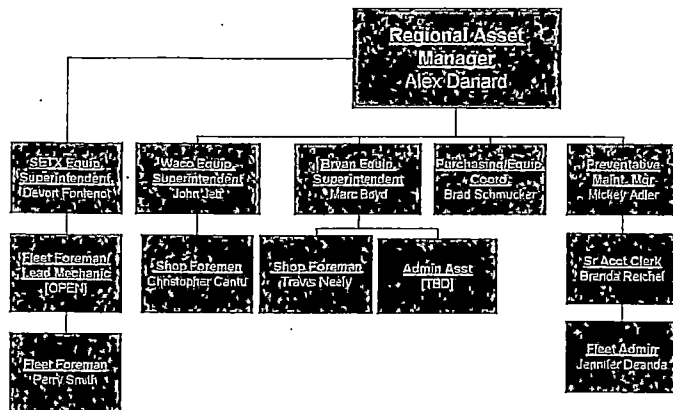 Regional Asset
Manager
Alex Danard
SETX Equip.
Superintendent
Devon Fontenot
Waco Equip.
Superintendent
John Jett
Bryan Equip.
Superintendent
Marc Boyd
Purchasing/Equip
Coord.
Brad Schmucker
Preventative
Maint. Mgr
Mickey Adler
Fleet Foreman/
Lead Mechanic
[OPEN]
Shop Foremen
Christopher Cantu
Shop Foreman
Travis Neely
Admin Asst
[TBD]
Sr Acct Clerk
Brenda Reichel
Fleet Foreman
Perry Smith
Fleet Admin
Jennifer Deanda